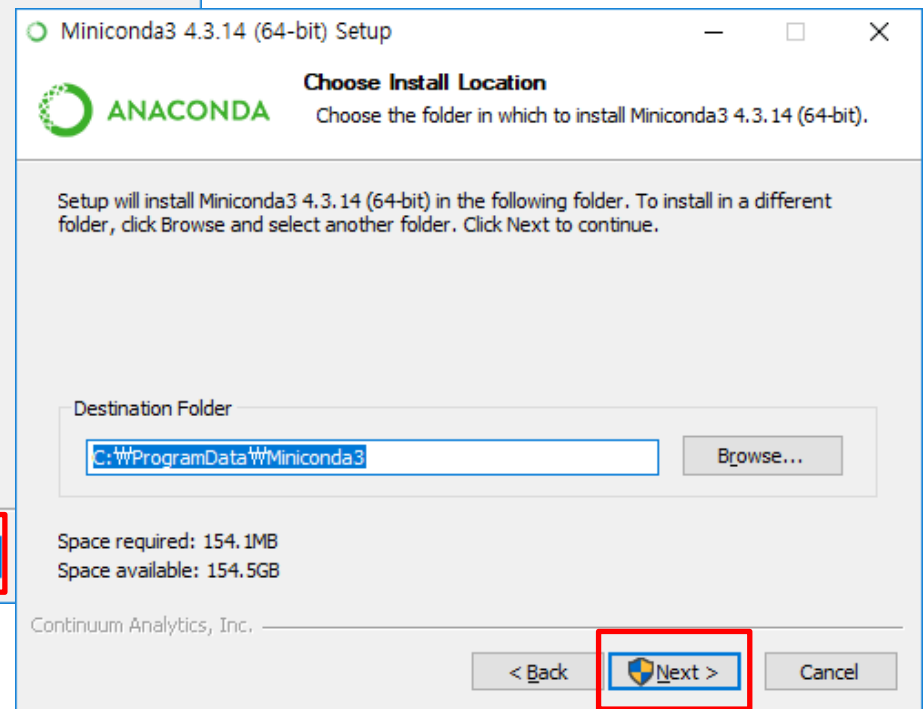 Miniconda3 4.3.14 (64-bit) Setup
ANACONDA
Choose Install Location
Choose the folder in which to install Miniconda3 4.3.14 (64-bit).
Setup will install Miniconda3 4.3.14 (64-bit) in the following folder. To install in a different
folder, click Browse and select another folder. Click Next to continue.
Destination Folder
C:₩ProgramData₩Miniconda3
Browse...
Space required: 154.1MB
Space available: 154.5GB
Continuum Analytics, Inc.
< Back
Next >
Cancel